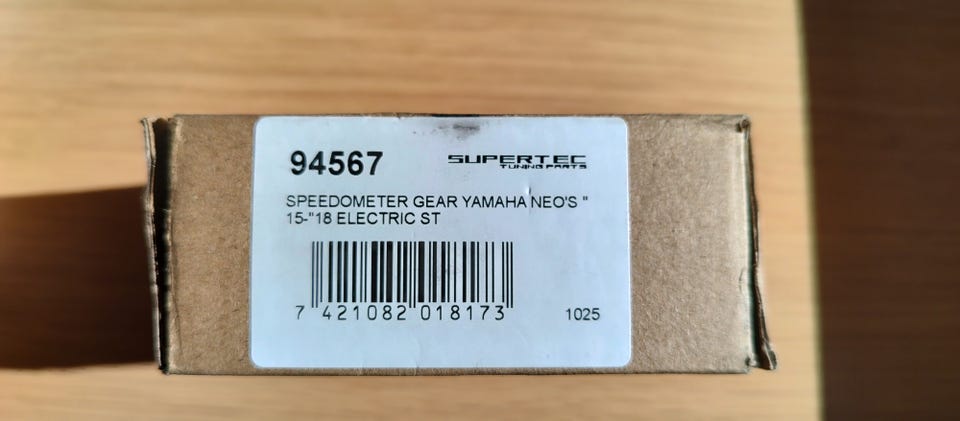 94567
SUPERTEC
TUNING PARTS
SPEEDOMETER GEAR YAMAHA NEO'S "
15-"18 ELECTRIC ST
7 421082 018173
1025